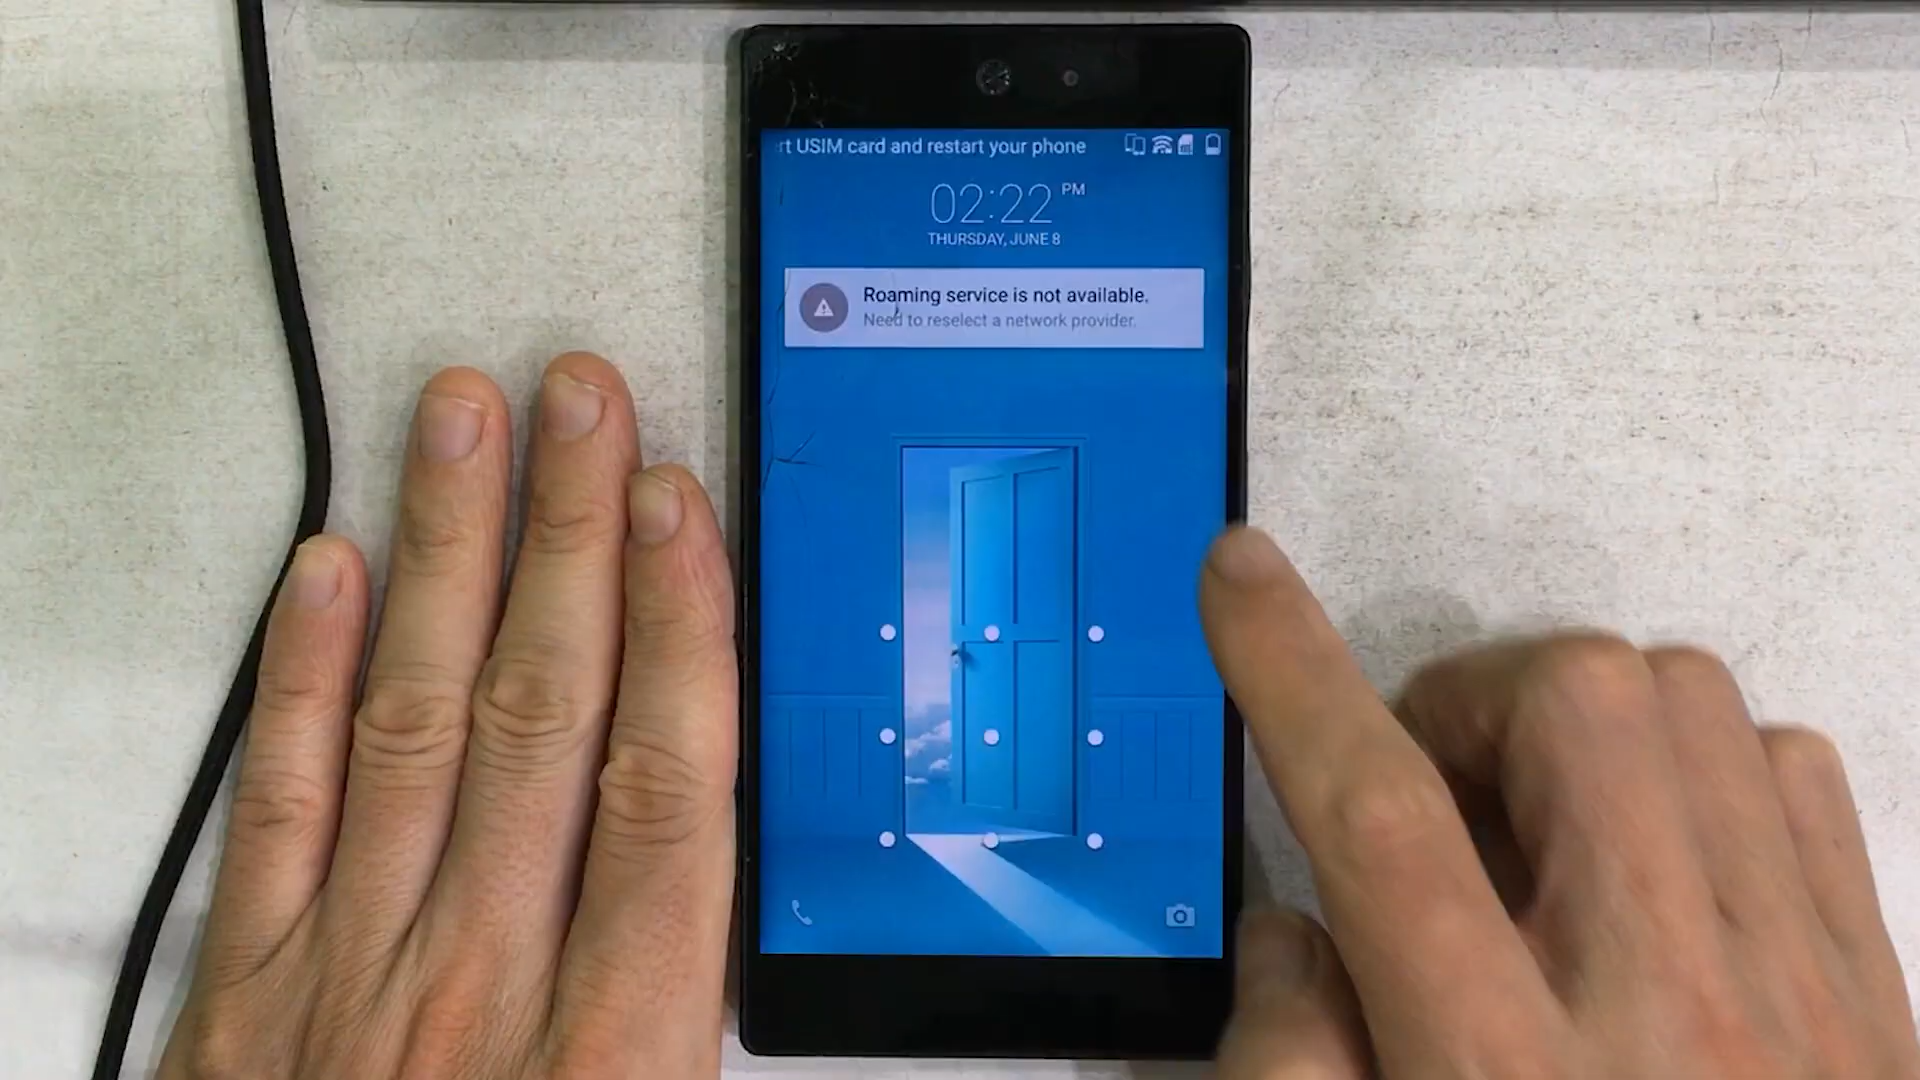 rt USIM card and restart your phone
02:22 PM
THURSDAY, JUNE 8
Roaming service is not available.
Need to reselect a network provider.